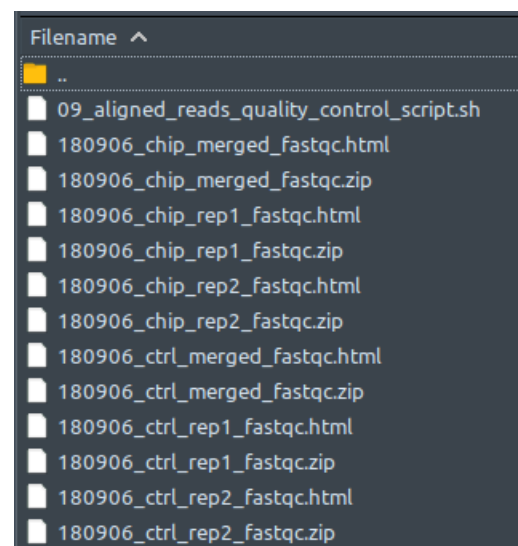 Filename
..
09_aligned_reads_quality_control_script.sh
180906_chip_merged_fastqc.html
180906_chip_merged_fastqc.zip
180906_chip_rep1_fastqc.html
180906_chip_rep1_fastqc.zip
180906_chip_rep2_fastqc.html
180906_chip_rep2_fastqc.zip
180906_ctrl_merged_fastqc.html
180906_ctrl_merged_fastqc.zip
180906_ctrl_rep1_fastqc.html
180906_ctrl_rep1_fastqc.zip
180906_ctrl_rep2_fastqc.html
180906_ctrl_rep2_fastqc.zip